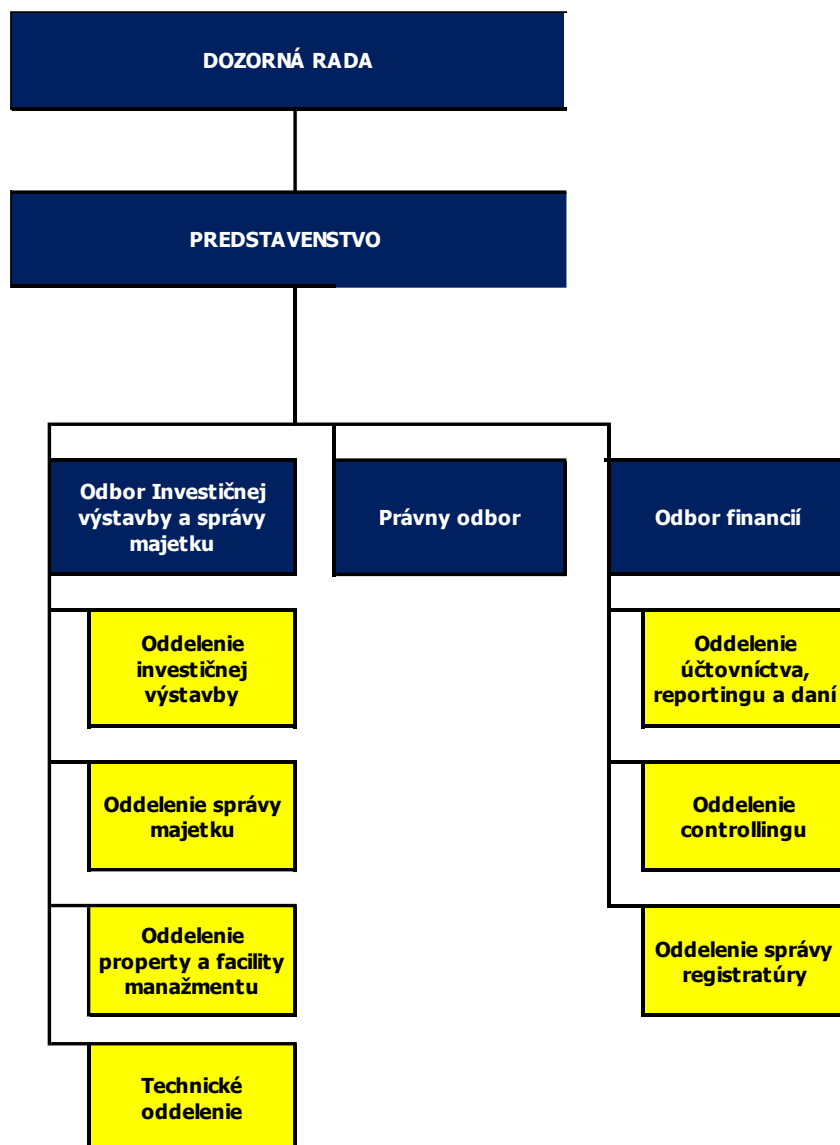 DOZORNÁ RADA
PREDSTAVENSTVO
Odbor Investičnej
výstavby a správy
majetku
Právny odbor
Odbor financií
Oddelenie
investičnej
výstavby
Oddelenie správy
majetku
Oddelenie
property a facility
manažmentu
Technické
oddelenie
Oddelenie
účtovníctva,
reportingu a daní
Oddelenie
controllingu
Oddelenie správy
registratúry